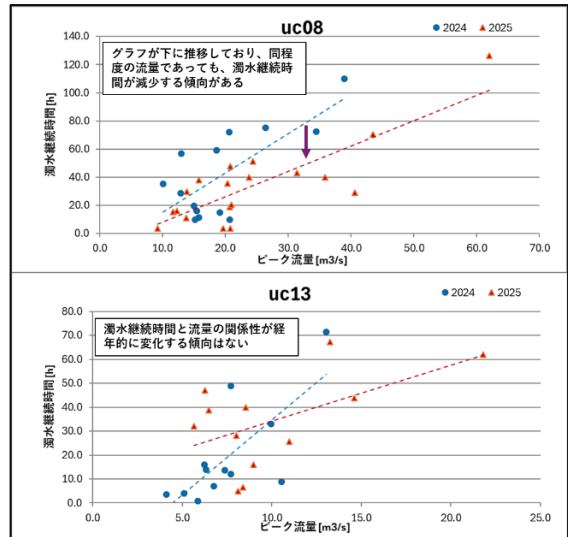 uc08
2024 2025
グラフが下に推移しており、同程
度の流量であっても、濁水継続時
間が減少する傾向がある
濁水継続時間[h]
140.0
120.0
100.0
80.0
60.0
40.0
20.0
0.0
0.0 10.0 20.0 30.0 40.0 50.0 60.0 70.0
ピーク流量[m3/s]
uc13
2024 2025
濁水継続時間と流量の関係性が経
年的に変化する傾向はない
濁水継続時間[h]
80.0
70.0
60.0
50.0
40.0
30.0
20.0
10.0
0.0
0.0 5.0 10.0 15.0 20.0 25.0
ピーク流量[m3/s]